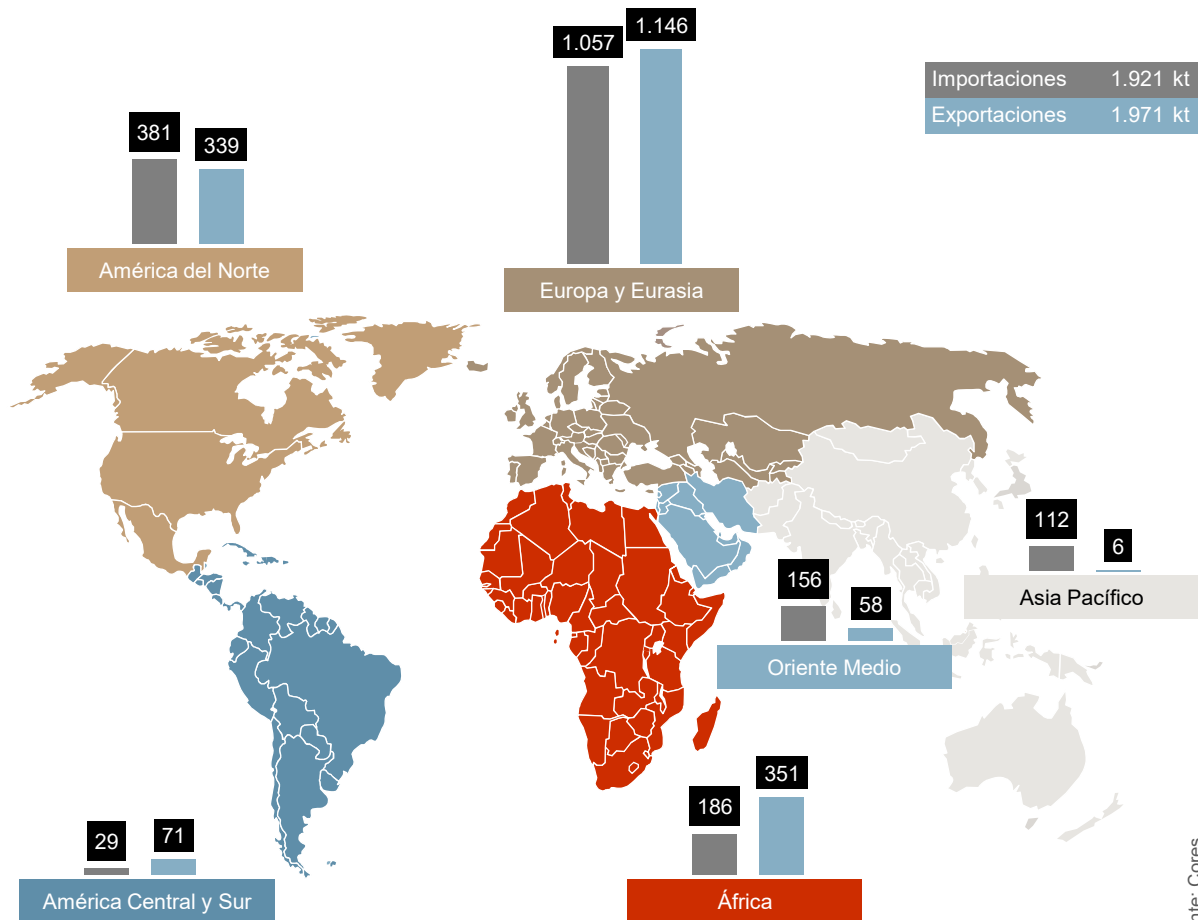 1.057
1.146
Importaciones 1.921 kt
Exportaciones 1.971 kt
381
339
América del Norte
Europa y Eurasia
112
6
Asia Pacífico
156
58
Oriente Medio
186
351
África
29
71
América Central y Sur
Cores